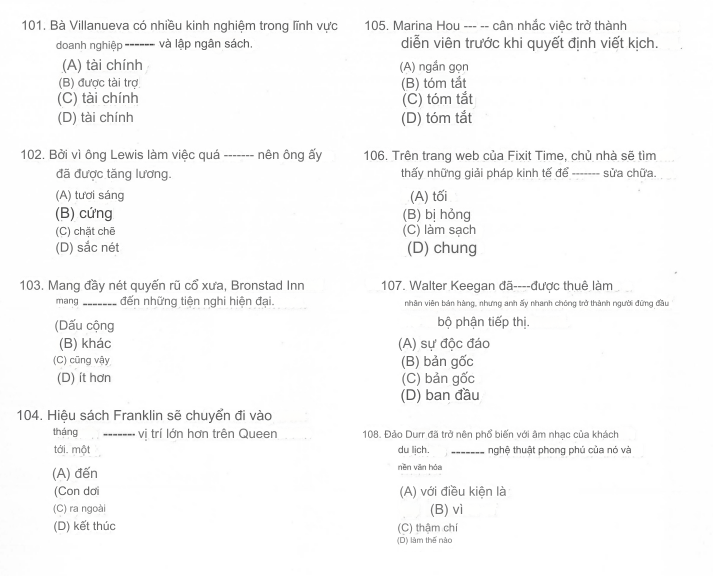 101. Bà Villanueva có nhiều kinh nghiệm trong lĩnh vực
doanh nghiệp ------- và lập ngân sách.
(A) tài chính
(B) được tài trợ
(C) tài chính
(D) tài chính
102. Bởi vì ông Lewis làm việc quá ------- nên ông ấy
đã được tăng lương.
(A) tươi sáng
(B) cứng
(C) chặt chẽ
(D) sắc nét
103. Mang đầy nét quyến rũ cổ xưa, Bronstad Inn
mang ------- đến những tiện nghi hiện đại.
(Dấu cộng
(B) khác
(C) cũng vậy
(D) ít hơn
104. Hiệu sách Franklin sẽ chuyển đi vào
tháng ------- vị trí lớn hơn trên Queen
tới. một
(A) đến
(Con dơi
(C) ra ngoài
(D) kết thúc
105. Marina Hou --- -- cân nhắc việc trở thành
diễn viên trước khi quyết định viết kịch.
(A) ngắn gọn
(B) tóm tắt
(C) tóm tắt
(D) tóm tắt
106. Trên trang web của Fixit Time, chủ nhà sẽ tìm
thấy những giải pháp kinh tế để ------- sửa chữa.
(A) tối
(B) bị hỏng
(C) làm sạch
(D) chung
107. Walter Keegan đã----được thuê làm
nhân viên bán hàng, nhưng anh ấy nhanh chóng trở thành người đứng đầu
bộ phận tiếp thị.
(A) sự độc đáo
(B) bản gốc
(C) bản gốc
(D) ban đầu
108. Đảo Durr đã trở nên phổ biến với âm nhạc của khách
du lịch. ------- nghệ thuật phong phú của nó và
nền văn hóa
(A) với điều kiện là
(B) vì
(C) thậm chí
(D) làm thế nào